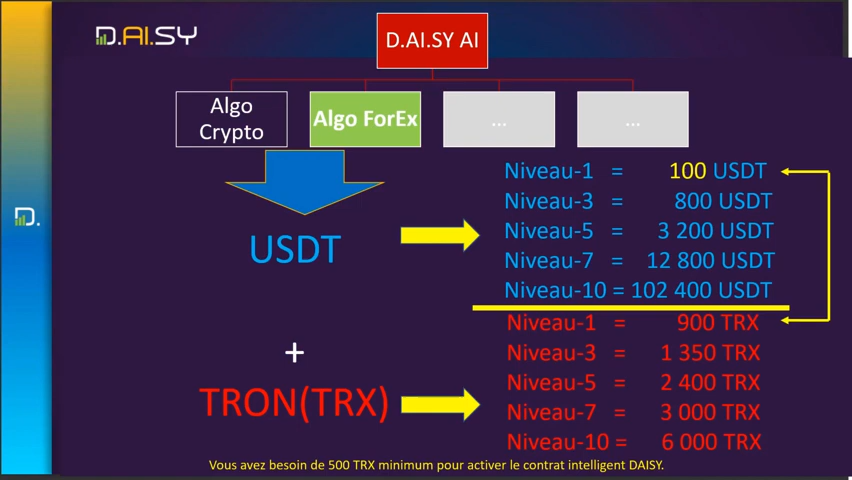 D.AI.SY
D.AI.SY AI
Algo
Crypto
Algo ForEx
...
...
D.
USDT
Niveau-1 = 100 USDT
Niveau-3 = 800 USDT
Niveau-5 = 3 200 USDT
Niveau-7 = 12 800 USDT
Niveau-10 = 102 400 USDT
+
TRON(TRX)
Niveau-1 = 900 TRX
Niveau-3 = 1 350 TRX
Niveau-5 = 2 400 TRX
Niveau-7 = 3 000 TRX
Niveau-10 = 6 000 TRX
Vous avez besoin de 500 TRX minimum pour activer le contrat intelligent DAISY.